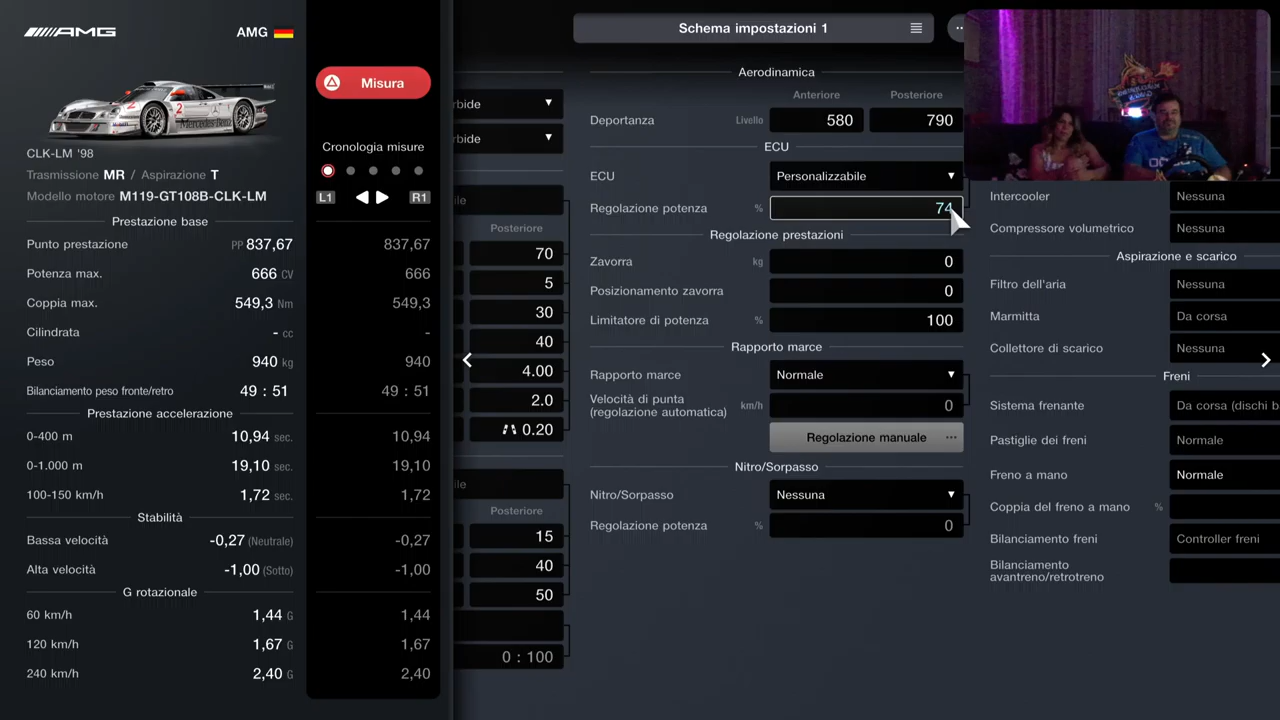 AMG
AMG
CLK-LM '98
Trasmissione MR / Aspirazione T
Modello motore M119-GT108B-CLK-LM
Prestazione base
Punto prestazione PP 837,67
Potenza max. 666 CV
Coppia max. 549,3 Nm
Cilindrata - cc
Peso 940 kg
Bilanciamento peso fronte/retro 49 : 51
Prestazione accelerazione
0-400 m 10,94 sec.
0-1.000 m 19,10 sec.
100-150 km/h 1,72 sec.
Stabilità
Bassa velocità -0,27 (Neutrale)
Alta velocità -1,00 (Sotto)
G rotazionale
60 km/h 1,44 G
120 km/h 1,67 G
240 km/h 2,40 G
Misura
Cronologia misure
L1 R1
837,67
666
549,3
-
940
49 : 51
10,94
19,10
1,72
-0,27
-1,00
1,44
1,67
2,40
Schema impostazioni 1
rbide
rbide
ile
Posteriore
70
5
30
40
4.00
2.0
0.20
ile
Posteriore
15
40
50
0 : 100
Aerodinamica
Anteriore Posteriore
Deportanza Livello 580 790
ECU
ECU Personalizzabile
Regolazione potenza % 74
Regolazione prestazioni
Zavorra kg 0
Posizionamento zavorra 0
Limitatore di potenza % 100
Rapporto marce
Rapporto marce Normale
Velocità di punta
(regolazione automatica) km/h 0
Regolazione manuale ...
Nitro/Sorpasso
Nitro/Sorpasso Nessuna
Regolazione potenza % 0
Intercooler Nessuna
Compressore volumetrico Nessuna
Aspirazione e scarico
Filtro dell'aria Nessuna
Marmitta Da corsa
Collettore di scarico Nessuna
Freni
Sistema frenante Da corsa (dischi b
Pastiglie dei freni Normale
Freno a mano Normale
Coppia del freno a mano %
Bilanciamento freni Controller freni
Bilanciamento
avantreno/retrotreno